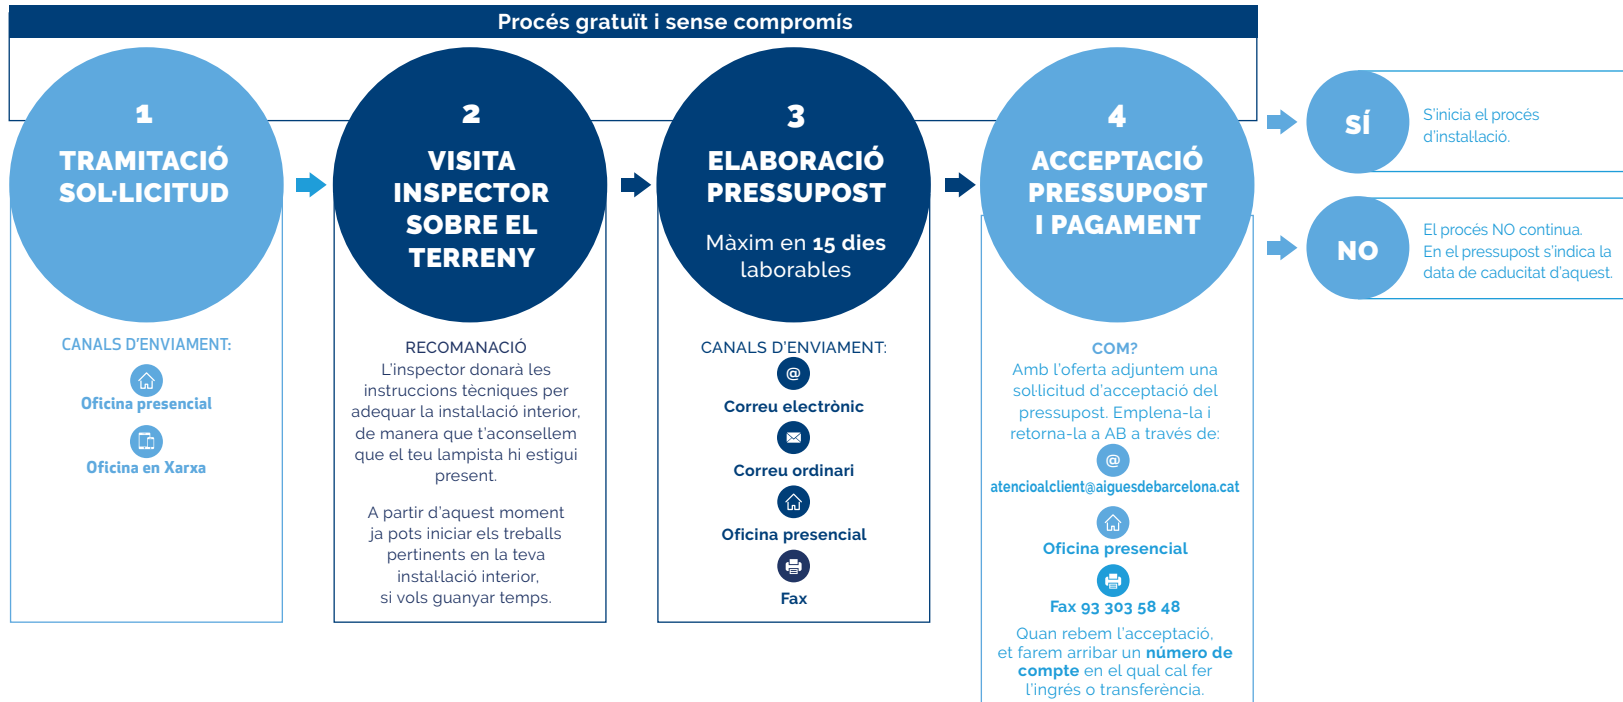 Procés gratuït i sense compromís
1
TRAMITACIÓ
SOL·LICITUD
CANALS D'ENVIAMENT:
Oficina presencial
Oficina en Xarxa
2
VISITA
INSPECTOR
SOBRE EL
TERRENY
RECOMANACIÓ
L'inspector donarà les
instruccions tècniques per
adequar la instal·lació interior,
de manera que t'aconsellem
que el teu lampista hi estigui
present.
A partir d'aquest moment
ja pots iniciar els treballs
pertinents en la teva
instal·lació interior,
si vols guanyar temps.
3
ELABORACIÓ
PRESSUPOST
Màxim en 15 dies
laborables
CANALS D'ENVIAMENT:
@
Correu electrònic
Correu ordinari
Oficina presencial
Fax
4
ACCEPTACIÓ
PRESSUPOST
I PAGAMENT
COM?
Amb l'oferta adjuntem una
sol·licitud d'acceptació del
pressupost. Emplena-la i
retorna-la a AB a través de:
@
atencioalclient@aiguesdebarcelona.cat
Oficina presencial
Fax 93 303 58 48
Quan rebem l'acceptació,
et farem arribar un número de
compte en el qual cal fer
l'ingrés o transferència.
SÍ
S'inicia el procés
d'instal·lació.
NO
El procés NO continua.
En el pressupost s'indica la
data de caducitat d'aquest.